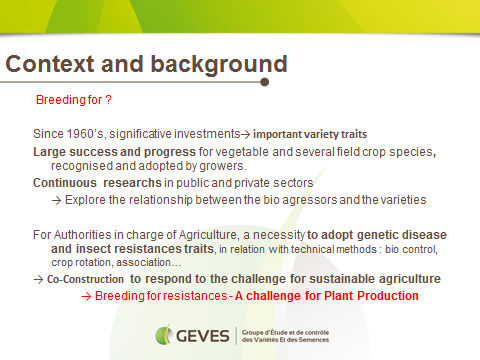 Context and background
Breeding for ?
Since 1960's, significative investments→ important variety traits
Large success and progress for vegetable and several field crop species,
recognised and adopted by growers.
Continuous researchs in public and private sectors
→ Explore the relationship between the bio agressors and the varieties
For Authorities in charge of Agriculture, a necessity to adopt genetic disease
and insect resistances traits, in relation with technical methods : bio control,
crop rotation, association…
→ Co-Construction to respond to the challenge for sustainable agriculture
→ Breeding for resistances - A challenge for Plant Production
GEVES
Groupe d'Étude et de contrôle
des Variétés Et des Semences